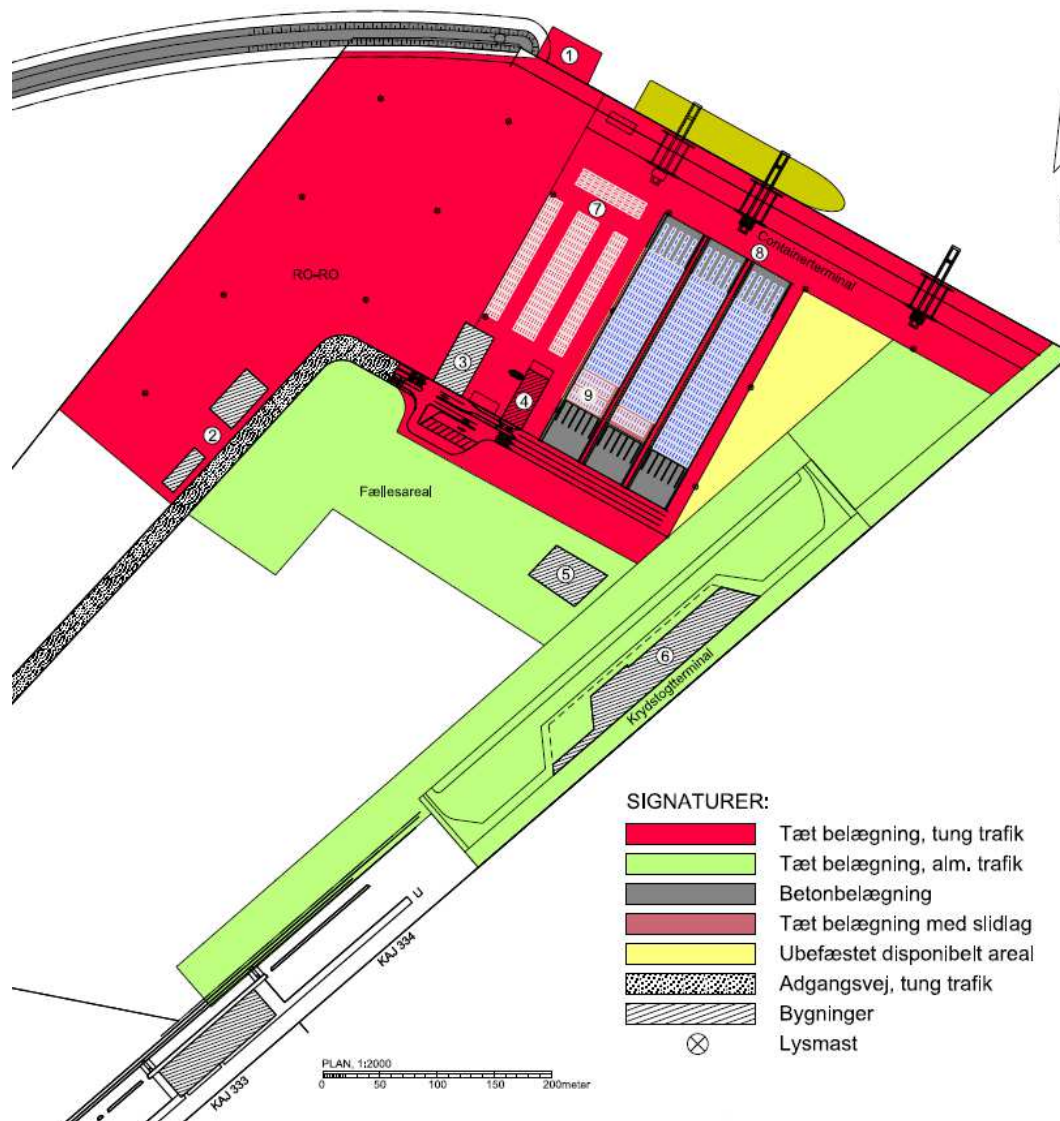 1
7
8
Containerterminal
RO-RO
3
9
4
2
Fællesareal
5
6
Krydstogtterminal
SIGNATURER:
Tæt belægning, tung trafik
Tæt belægning, alm. trafik
Betonbelægning
Tæt belægning med slidlag
Ubefæstet disponibelt areal
Adgangsvej, tung trafik
Bygninger
Lysmast
U
KAJ 334
KAJ 333
PLAN, 1:2000
0 50 100 150 200meter